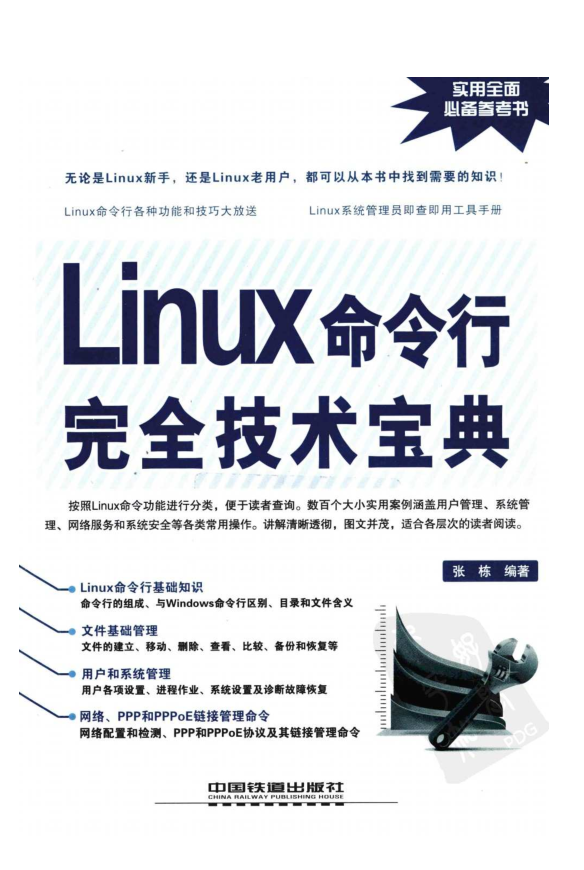 实用全面
必备参考书
无论是Linux新手，还是Linux老用户，都可以从本书中找到需要的知识！
Linux命令行各种功能和技巧大放送
Linux系统管理员即查即用工具手册
Linux命令行
完全技术宝典
按照Linux命令功能进行分类，便于读者查询。数百个大小实用案例涵盖用户管理、系统管
理、网络服务和系统安全等各类常用操作。讲解清晰透彻，图文并茂，适合各层次的读者阅读。
张 栋 编著
Linux命令行基础知识
命令行的组成、与Windows命令行区别、目录和文件含义
文件基础管理
文件的建立、移动、删除、查看、比较、备份和恢复等
用户和系统管理
用户各项设置、进程作业、系统设置及诊断故障恢复
网络、PPP和PPPoE链接管理命令
网络配置和检测、PPP和PPPoE协议及其链接管理命令
PDG
中国铁道出版社
CHINA RAILWAY PUBLISHING HOUSE